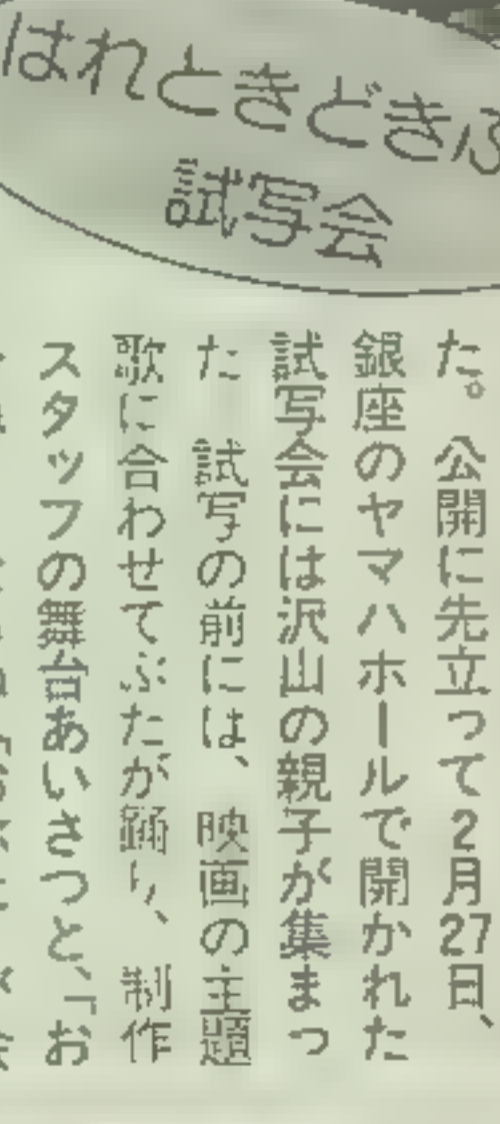 はれときどきぶ
試写会
た。公開に先立って2月27日、
銀座のヤマハホールで開かれた
試写会には沢山の親子が集まっ
た 試写の前には、映画の主題
歌に合わせてぶたが踊り、制作
スタッフの舞台あいさつと、「お